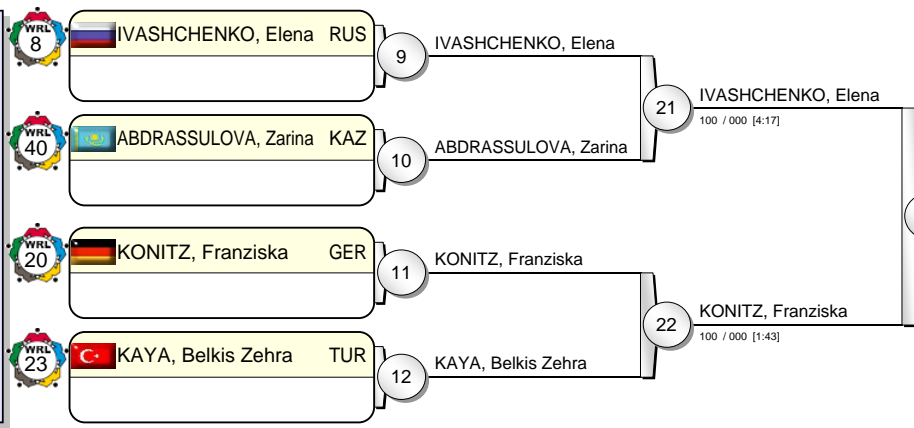 WRL
8
IVASHCHENKO, Elena RUS
9
IVASHCHENKO, Elena
21
IVASHCHENKO, Elena
100 / 000 [4:17]
WRL
40
ABDRASSULOVA, Zarina KAZ
10
ABDRASSULOVA, Zarina
WRL
20
KONITZ, Franziska GER
11
KONITZ, Franziska
22
KONITZ, Franziska
100 / 000 [1:43]
WRL
23
KAYA, Belkis Zehra TUR
12
KAYA, Belkis Zehra